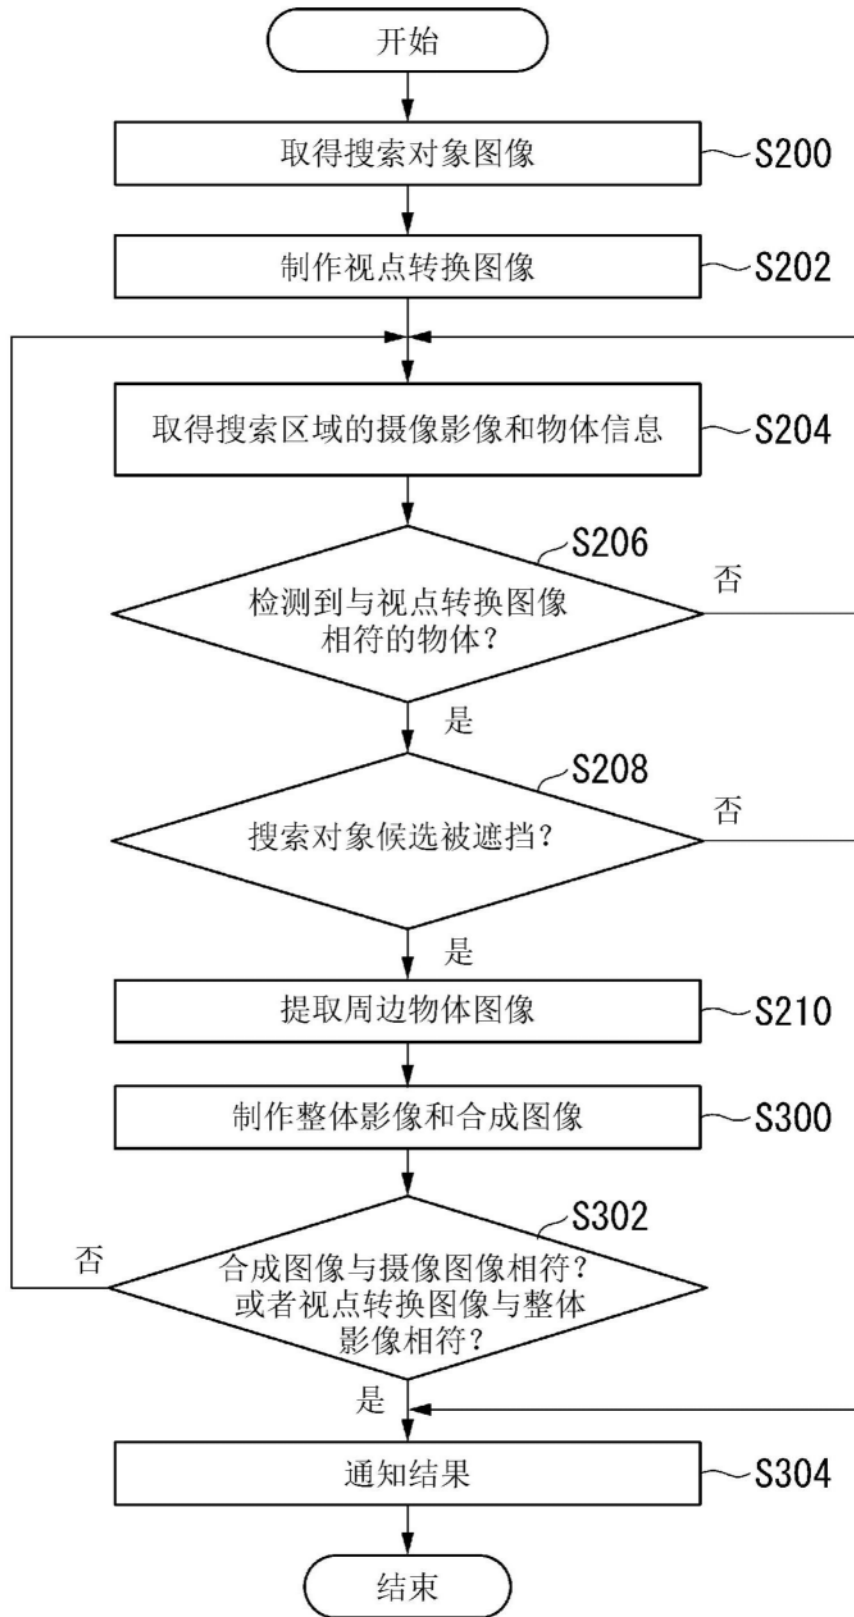 开始
取得搜索对象图像
S200
制作视点转换图像
S202
取得搜索区域的摄像影像和物体信息
S204
S206
检测到与视点转换图像
相符的物体？
否
是
S208
搜索对象候选被遮挡？
否
是
提取周边物体图像
S210
制作整体影像和合成图像
S300
S302
否
合成图像与摄像图像相符？
或者视点转换图像与整体
影像相符？
是
通知结果
S304
结束